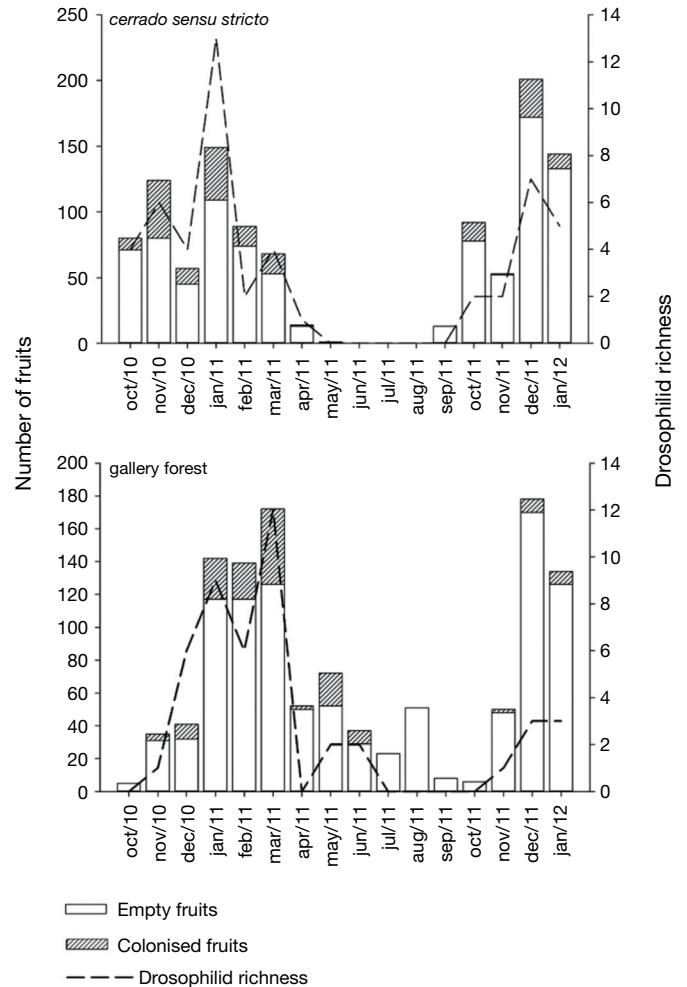 cerrado sensu stricto
250
200
150
100
50
0
14
12
10
8
6
4
2
0
oct/10
nov/10
dec/10
jan/11
feb/11
mar/11
apr/11
may/11
jun/11
jul/11
aug/11
sep/11
oct/11
nov/11
dec/11
jan/12
Number of fruits
Drosophilid richness
gallery forest
200
180
160
140
120
100
80
60
40
20
0
14
12
10
8
6
4
2
0
oct/10
nov/10
dec/10
jan/11
feb/11
mar/11
apr/11
may/11
jun/11
jul/11
aug/11
sep/11
oct/11
nov/11
dec/11
jan/12
Empty fruits
Colonised fruits
Drosophilid richness